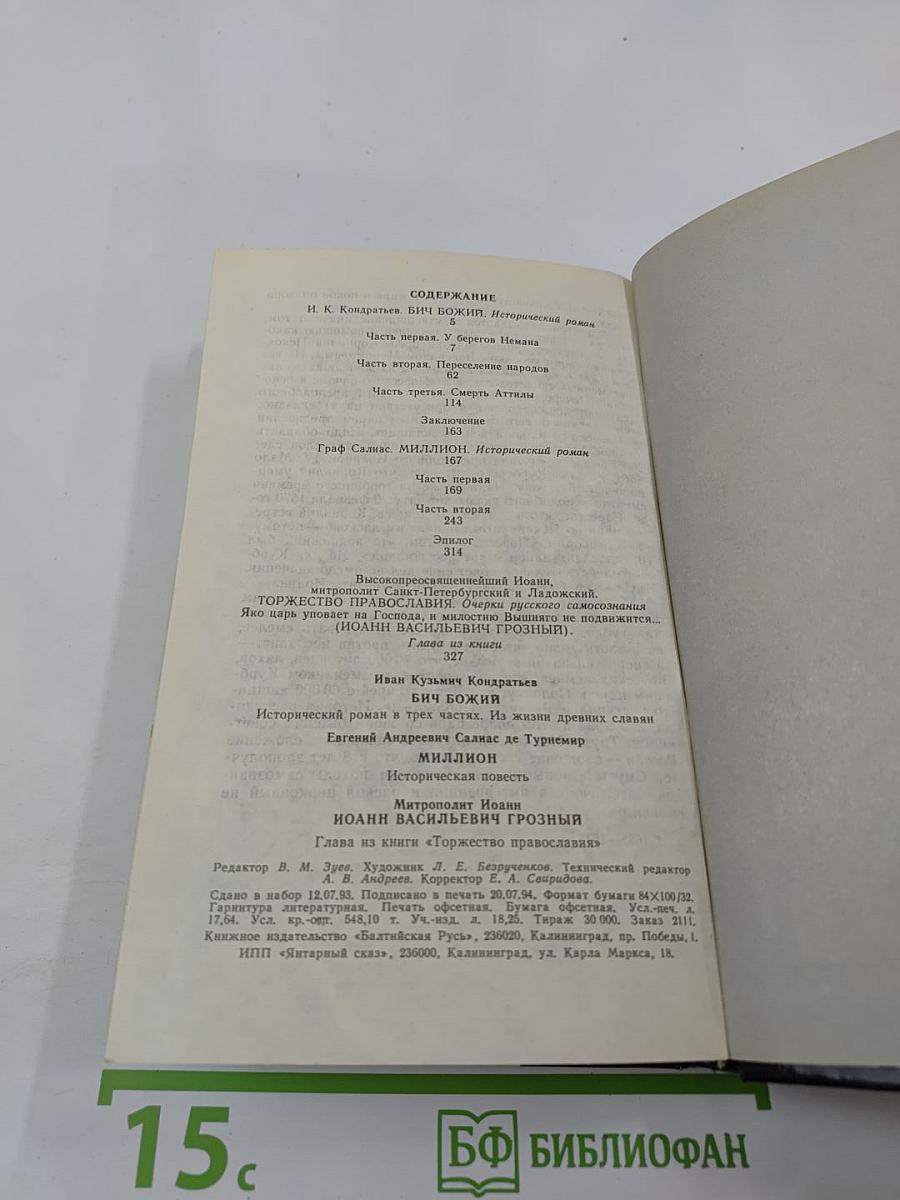 СОДЕРЖАНИЕ
И. К. Кондратьев. БИЧ БОЖИЙ. Исторический роман
5
Часть первая. У берегов Немана
7
Часть вторая. Переселение народов
62
Часть третья. Смерть Аттилы
114
Заключение
163
Граф Салиас. МИЛЛИОН. Исторический роман
167
Часть первая
169
Часть вторая
243
Эпилог
314
Высокопреосвященнейший Иоанн,
митрополит Санкт-Петербургский и Ладожский.
ТОРЖЕСТВО ПРАВОСЛАВИЯ. Очерки русского самосознания
Яко царь уповает на Господа, и милостию Вышняго не подвижится...
(ИОАНН ВАСИЛЬЕВИЧ ГРОЗНЫЙ).
Глава из книги
327
Иван Кузьмич Кондратьев
БИЧ БОЖИЙ
Исторический роман в трех частях. Из жизни древних славян
Евгений Андреевич Салиас де Турнемир
МИЛЛИОН
Историческая повесть
Митрополит Иоанн
ИОАНН ВАСИЛЬЕВИЧ ГРОЗНЫЙ
Глава из книги «Торжество православия»
Редактор В. М. Зуев. Художник Л. Е. Безрученков. Технический редактор
А. В. Андреев. Корректор Е. А. Свиридова.
Сдано в набор 12.07.93. Подписано в печать 20.07.94. Формат бумаги 84×100/32.
Гарнитура литературная. Печать офсетная. Бумага офсетная. Усл.-печ. л.
17,64. Усл. кр.-отт. 548,10 т. Уч.-изд. л. 18,25. Тираж 30 000. Заказ 2111.
Книжное издательство «Балтийская Русь», 236020, Калининград, пр. Победы, 1.
ИПП «Янтарный сказ», 236000, Калининград, ул. Карла Маркса, 18.
15 с
БФ БИБЛИОФАН